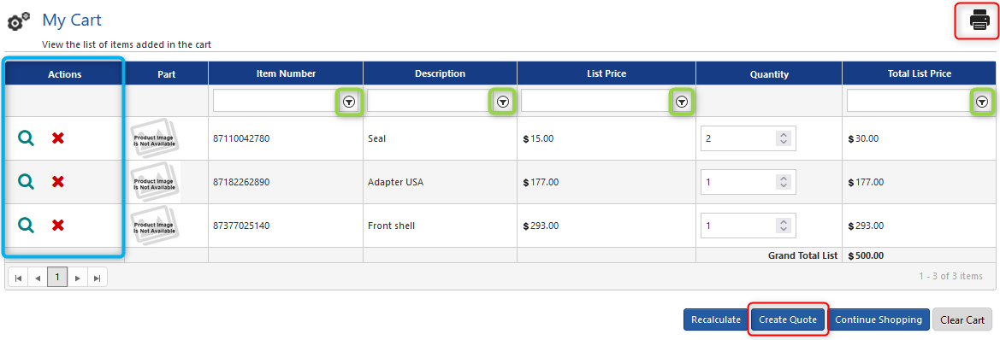 My Cart
View the list of items added in the cart
Actions Part Item Number Description List Price Quantity Total List Price
Product Image
Is Not Available
87110042780 Seal $ 15.00 2 $ 30.00
Product Image
Is Not Available
87182262890 Adapter USA $ 177.00 1 $ 177.00
Product Image
Is Not Available
87377025140 Front shell $ 293.00 1 $ 293.00
Grand Total List $ 500.00
1 1 - 3 of 3 items
Recalculate Create Quote Continue Shopping Clear Cart